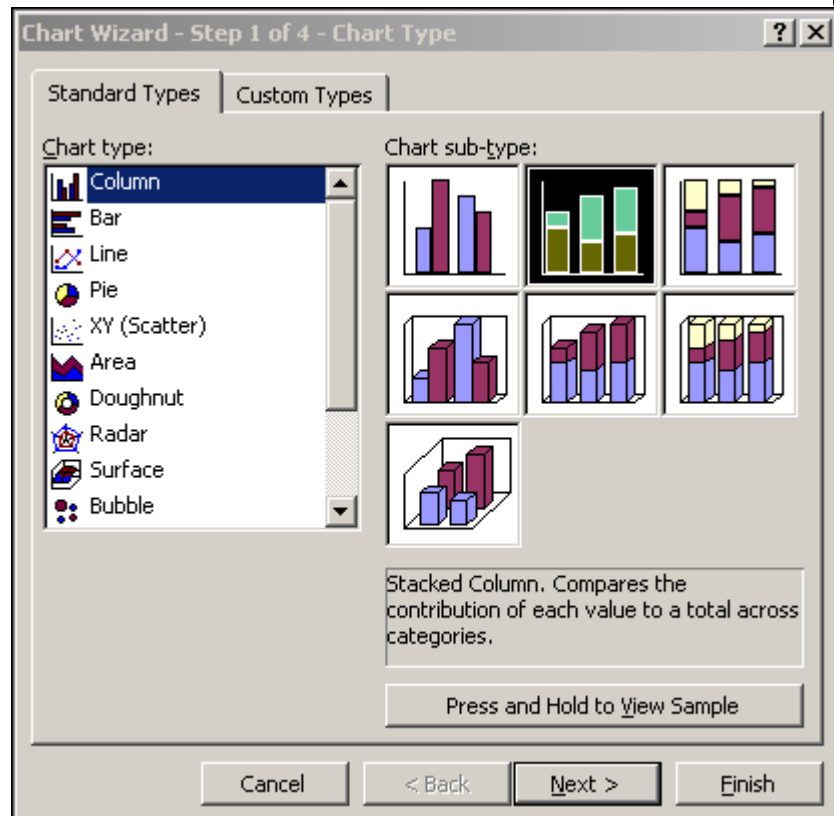 Chart Wizard - Step 1 of 4 - Chart Type
Standard Types
Custom Types
Chart type:
Column
Bar
Line
Pie
XY (Scatter)
Area
Doughnut
Radar
Surface
Bubble
Chart sub-type:
Stacked Column. Compares the
contribution of each value to a total across
categories.
Press and Hold to View Sample
Cancel
< Back
Next >
Finish